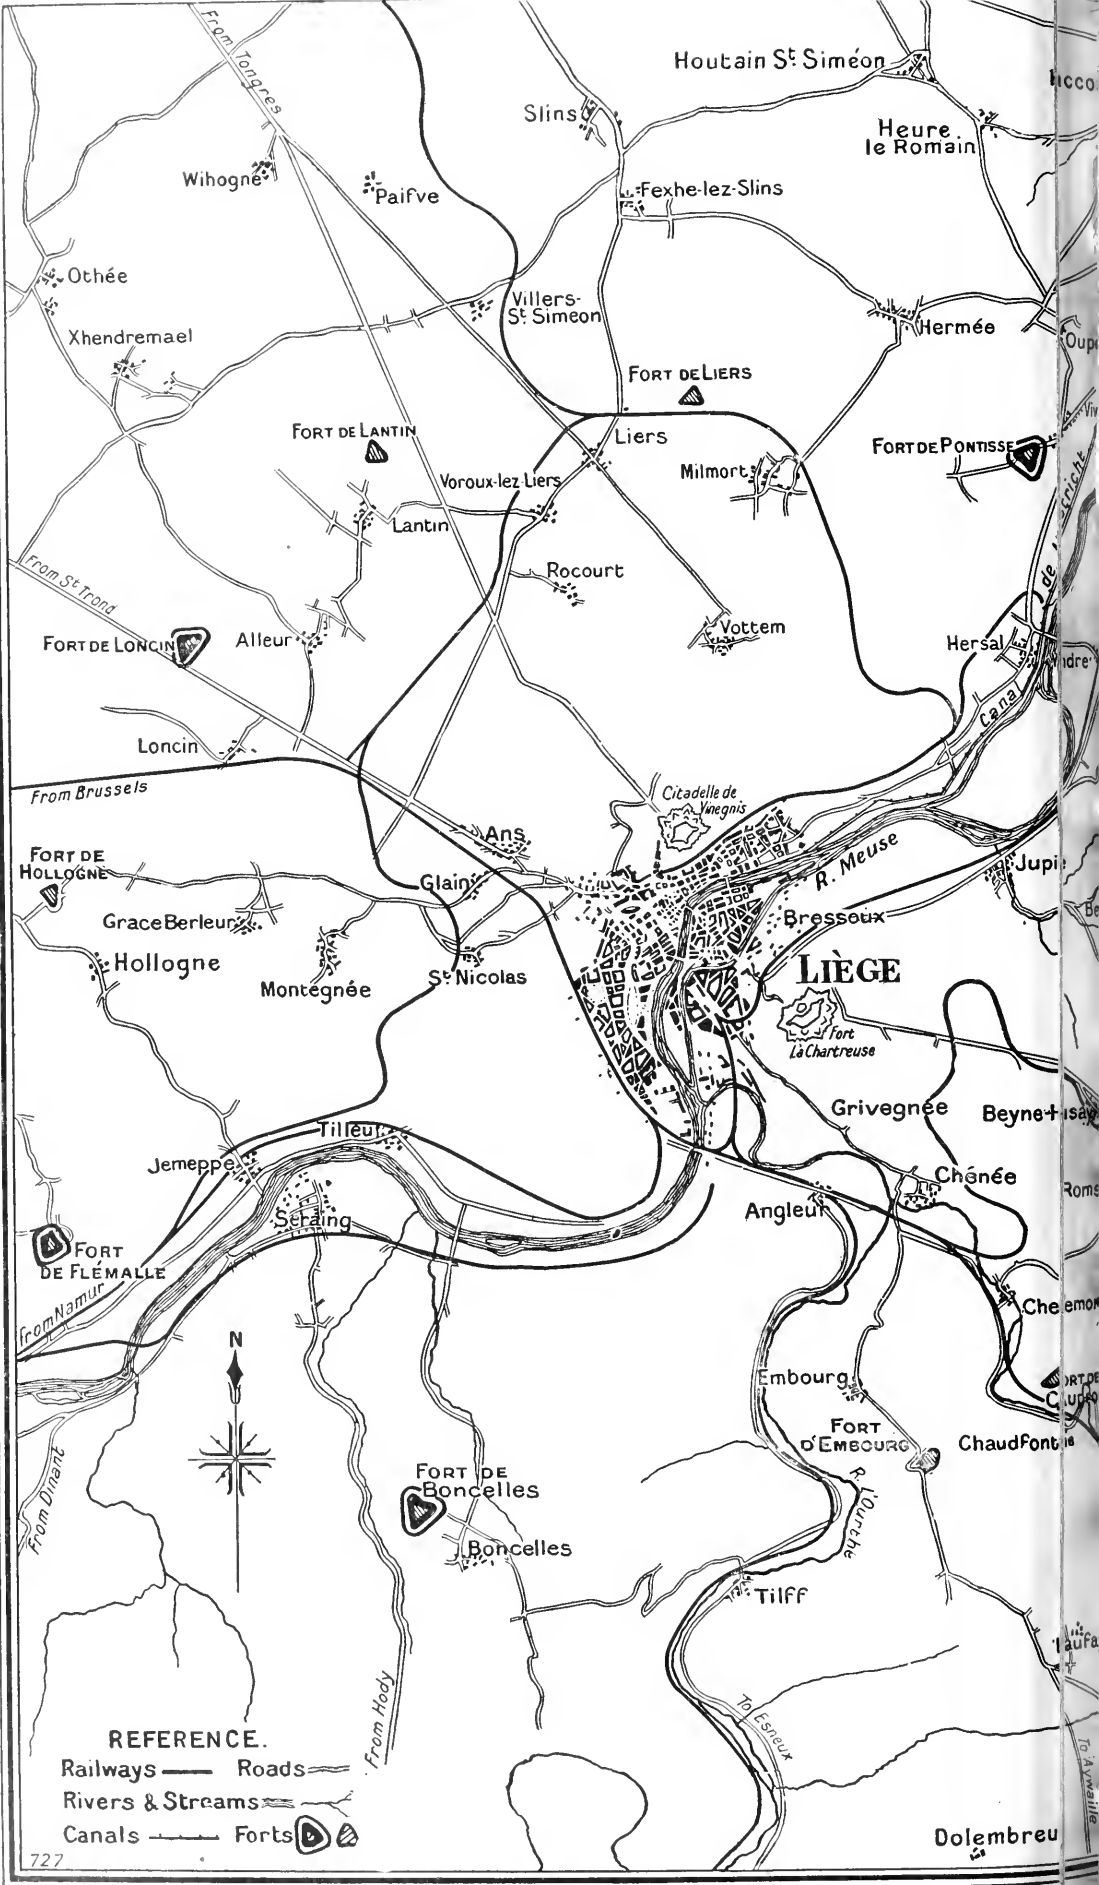 From Tongres
Houtain St. Siméon
Slins
Heure
le Romain
Wihogne
Paifve
Fexhe-lez-Slins
Othée
Villers-
St. Simeon
Hermée
Xhendremael
FORT DE LIERS
FORT DE LANTIN
Liers
FORT DE PONTISSE
Milmort
Voroux-lez-Liers
Lantin
From St Trond
Rocourt
de
Vottem
FORT DE LONCIN
Alleur
Hersal
Canal
Loncin
From Brussels
Citadelle de
Vinegnis
Ans
R. Meuse
FORT DE
HOLLOGNE
Glain
Jupi
Bressoux
Grace Berleur
Hollogne
St. Nicolas
LIÈGE
Montegnée
Fort
La Chartreuse
Grivegnée
Beyne
Tilleur
Jemeppe
Chênée
Roms
Angleur
Seraing
FORT
DE FLÉMALLE
From Namur
N
Embourg
FORT
D'EMBOURG
Chaudfont
FORT DE
Boncelles
From Dinant
R. L'Ourthe
Boncelles
Tilff
To Esneux
From Hody
To Aywaille
REFERENCE.
Railways Roads
Rivers & Streams
Canals Forts
Dolembreu
727